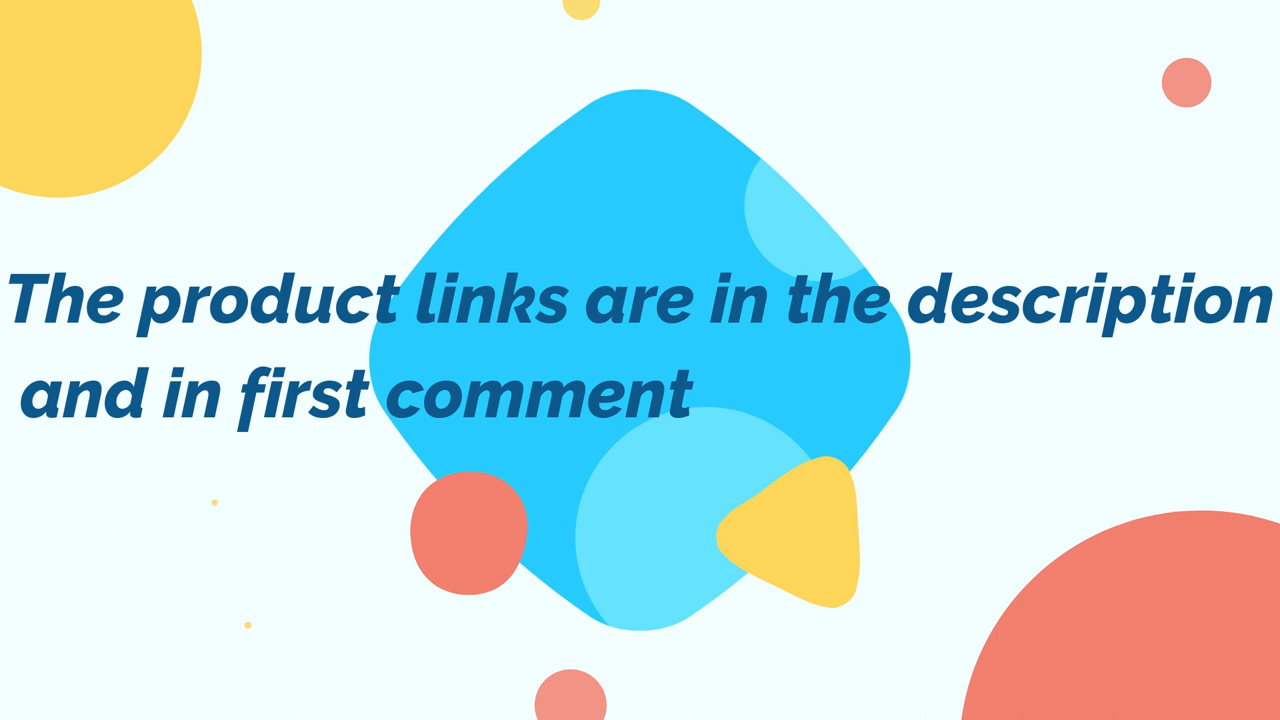 The product links are in the description
and in first comment